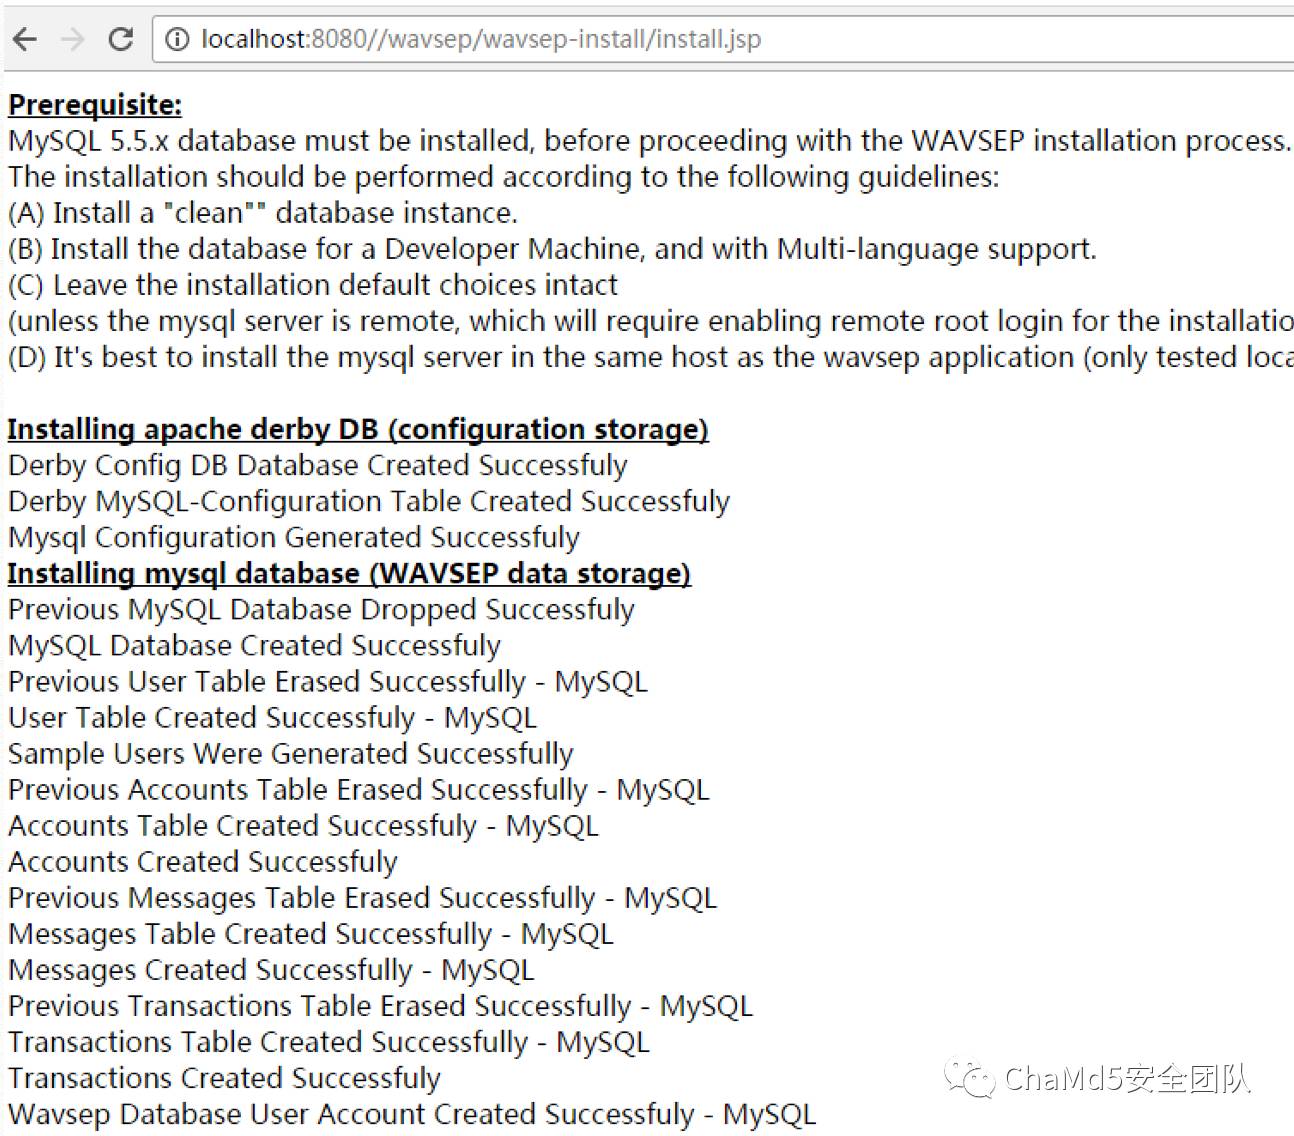 localhost:8080//wavsep/wavsep-install/install.jsp
Prerequisite:
MySQL 5.5.x database must be installed, before proceeding with the WAVSEP installation process.
The installation should be performed according to the following guidelines:
(A) Install a "clean"" database instance.
(B) Install the database for a Developer Machine, and with Multi-language support.
(C) Leave the installation default choices intact
(unless the mysql server is remote, which will require enabling remote root login for the installatio
(D) It's best to install the mysql server in the same host as the wavsep application (only tested loca
Installing apache derby DB (configuration storage)
Derby Config DB Database Created Successfuly
Derby MySQL-Configuration Table Created Successfuly
Mysql Configuration Generated Successfuly
Installing mysql database (WAVSEP data storage)
Previous MySQL Database Dropped Successfuly
MySQL Database Created Successfuly
Previous User Table Erased Successfully - MySQL
User Table Created Successfuly - MySQL
Sample Users Were Generated Successfully
Previous Accounts Table Erased Successfully - MySQL
Accounts Table Created Successfuly - MySQL
Accounts Created Successfuly
Previous Messages Table Erased Successfully - MySQL
Messages Table Created Successfully - MySQL
Messages Created Successfully - MySQL
Previous Transactions Table Erased Successfully - MySQL
Transactions Table Created Successfully - MySQL
Transactions Created Successfuly
ChaMd5安全团队
Wavsep Database User Account Created Successfuly - MySQL